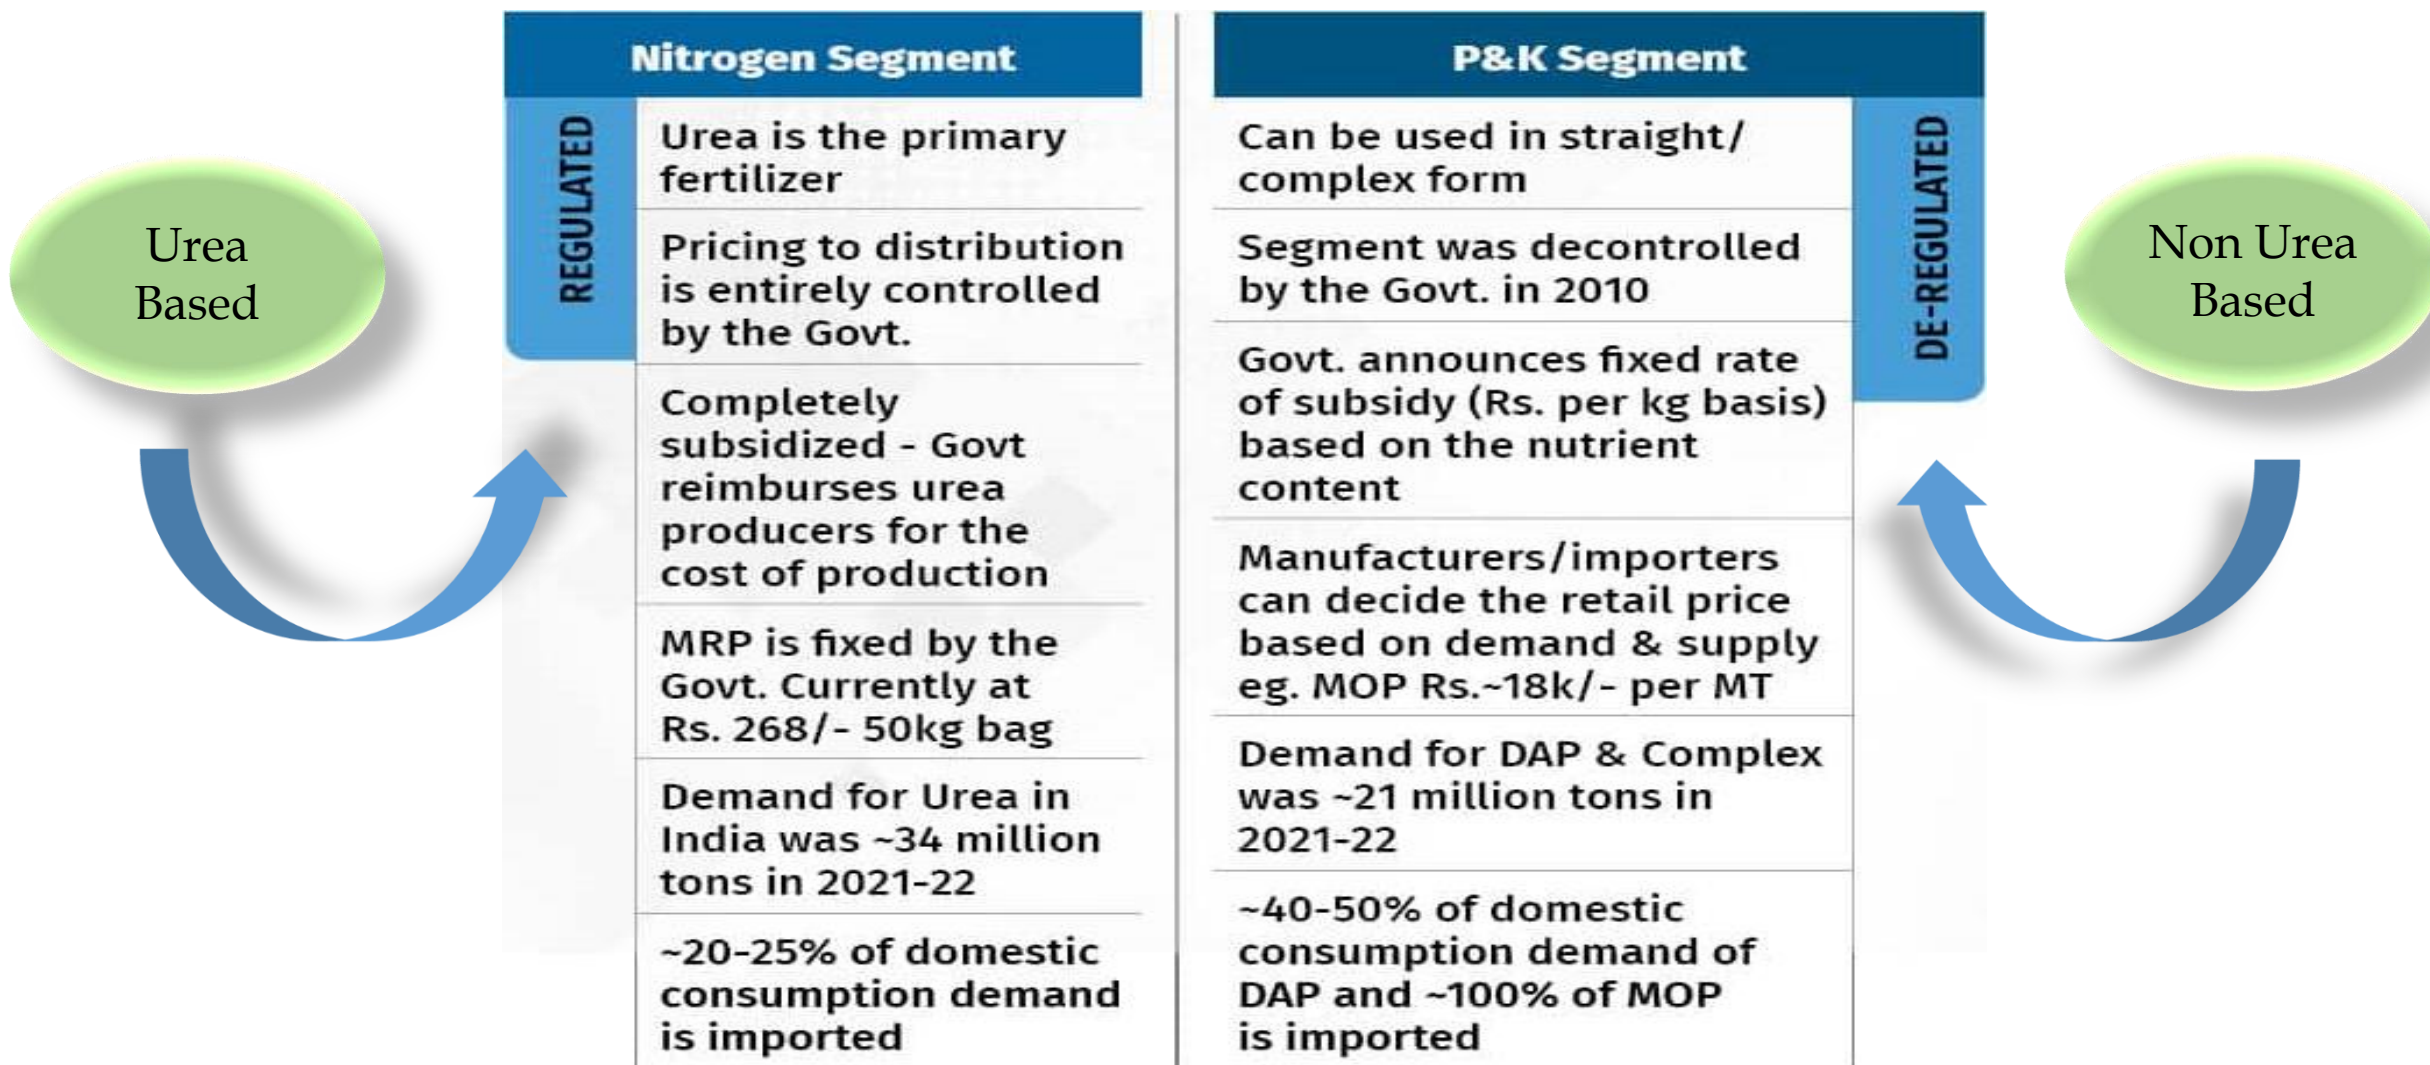 Urea
Based
Nitrogen Segment
REGULATED
Urea is the primary
fertilizer
Pricing to distribution
is entirely controlled
by the Govt.
Completely
subsidized - Govt
reimburses urea
producers for the
cost of production
MRP is fixed by the
Govt. Currently at
Rs. 268/- 50kg bag
Demand for Urea in
India was ~34 million
tons in 2021-22
~20-25% of domestic
consumption demand
is imported
P&K Segment
Can be used in straight/
complex form
Segment was decontrolled
by the Govt. in 2010
Govt. announces fixed rate
of subsidy (Rs. per kg basis)
based on the nutrient
content
Manufacturers/importers
can decide the retail price
based on demand & supply
eg. MOP Rs.~18k/- per MT
Demand for DAP & Complex
was ~21 million tons in
2021-22
~40-50% of domestic
consumption demand of
DAP and ~100% of MOP
is imported
DE-REGULATED
Non Urea
Based